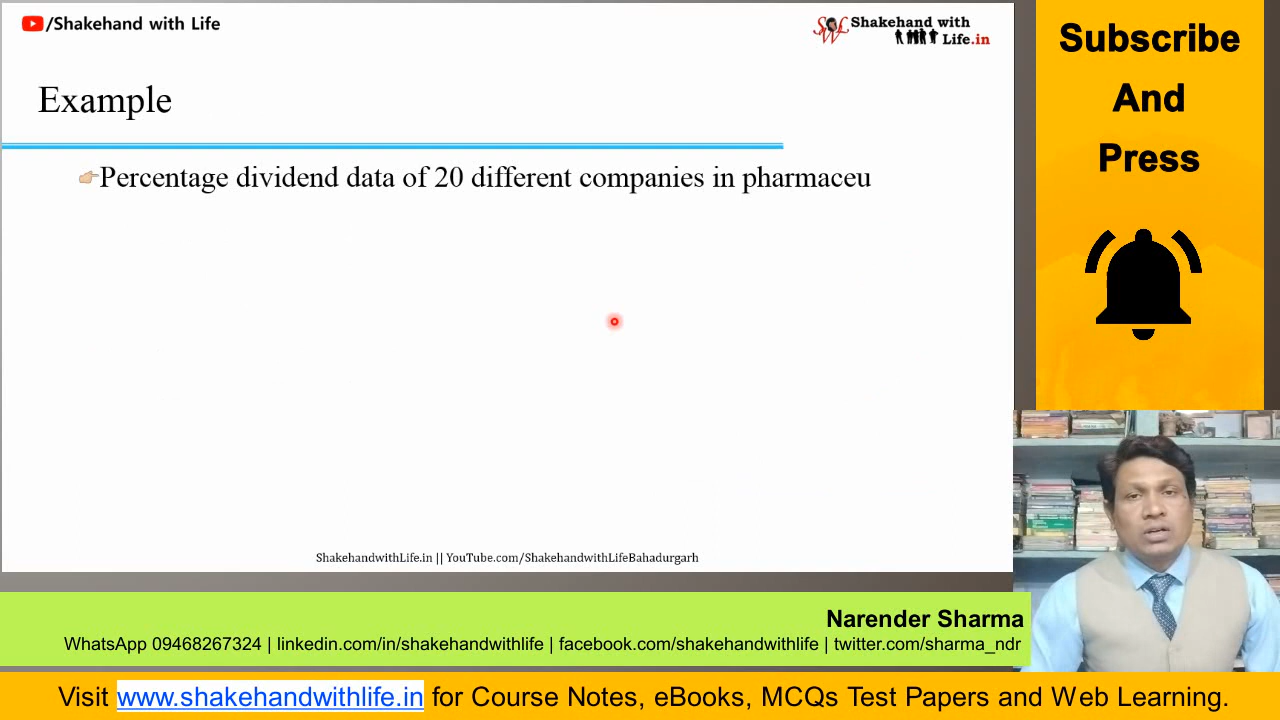 /Shakehand with Life
Shakehand with
Life.in
Example
Percentage dividend data of 20 different companies in pharmaceu
ShakehandwithLife.in || YouTube.com/ShakehandwithLifeBahadurgarh
Subscribe
And
Press
Narender Sharma
WhatsApp 09468267324 | linkedin.com/in/shakehandwithlife | facebook.com/shakehandwithlife | twitter.com/sharma_ndr
Visit www.shakehandwithlife.in for Course Notes, eBooks, MCQs Test Papers and Web Learning.